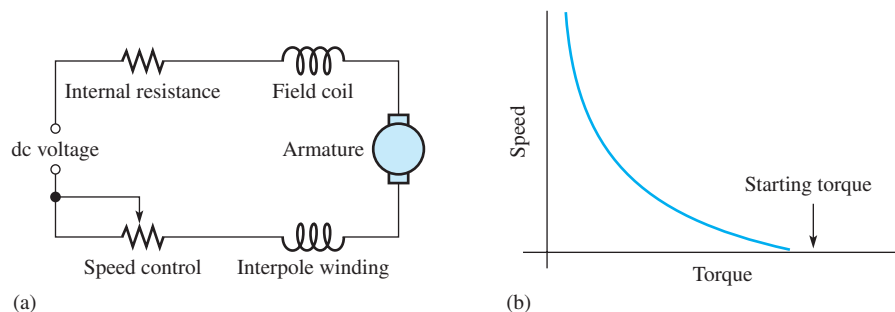 Internal resistance
Field coil
dc voltage
Armature
Speed control
Interpole winding
(a)
Speed
Starting torque
Torque
(b)